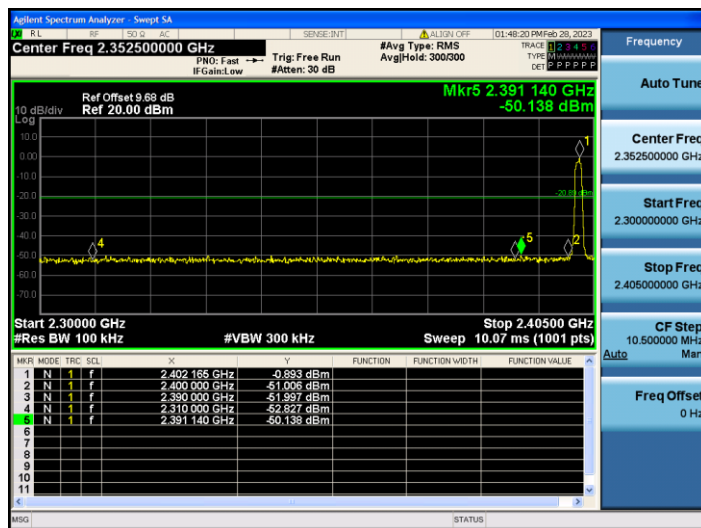 Agilent Spectrum Analyzer - Swept SA
RL RF 50 Ω AC SENSE:INT ALIGN OFF 01:48:20 PM Feb 28, 2023
Center Freq 2.352500000 GHz
PNO: Fast
IFGain:Low
Trig: Free Run
#Atten: 30 dB
#Avg Type: RMS
Avg|Hold: 300/300
TRACE 1 2 3 4 5 6
TYPE M
DET P P P P P P
Frequency
Auto Tune
Center Freq
2.352500000 GHz
Start Freq
2.300000000 GHz
Stop Freq
2.405000000 GHz
CF Step
10.500000 MHz
Auto Man
Freq Offset
0 Hz
Mkr5 2.391 140 GHz
-50.138 dBm
Ref Offset 9.68 dB
10 dB/div Ref 20.00 dBm
Log
10.0
0.00
-10.0
-20.0
-30.0
-40.0
-50.0
-60.0
-70.0
1
-20.89 dBm
4
5
2
Start 2.30000 GHz Stop 2.40500 GHz
#Res BW 100 kHz #VBW 300 kHz Sweep 10.07 ms (1001 pts)
MKR MODE TRC SCL X Y FUNCTION FUNCTION WIDTH FUNCTION VALUE
1 N 1 f 2.402 165 GHz -0.893 dBm
2 N 1 f 2.400 000 GHz -51.006 dBm
3 N 1 f 2.390 000 GHz -51.997 dBm
4 N 1 f 2.310 000 GHz -52.827 dBm
5 N 1 f 2.391 140 GHz -50.138 dBm
6
7
8
9
10
11
MSG STATUS